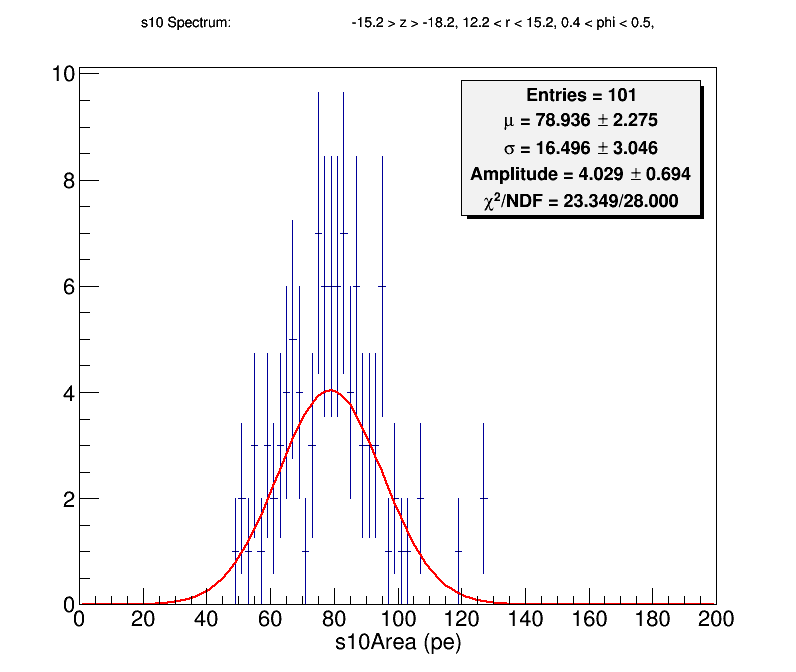 s10 Spectrum: -15.2 > z > -18.2, 12.2 < r < 15.2, 0.4 < phi < 0.5,
Entries = 101
μ = 78.936 ± 2.275
σ = 16.496 ± 3.046
Amplitude = 4.029 ± 0.694
χ²/NDF = 23.349/28.000
10
8
6
4
2
0
0 20 40 60 80 100 120 140 160 180 200
s10Area (pe)